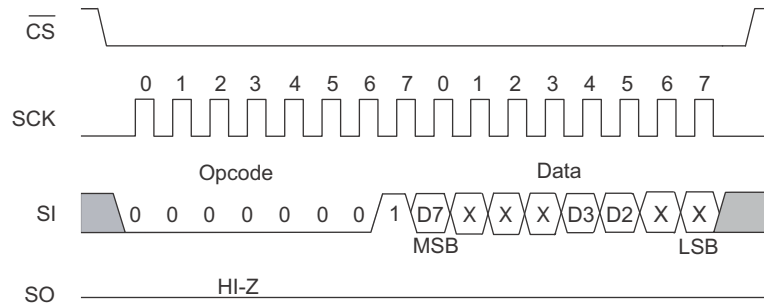 CS
SCK 0 1 2 3 4 5 6 7 0 1 2 3 4 5 6 7
Opcode Data
SI 0 0 0 0 0 0 0 1 D7 X X X D3 D2 X X
MSB LSB
SO HI-Z